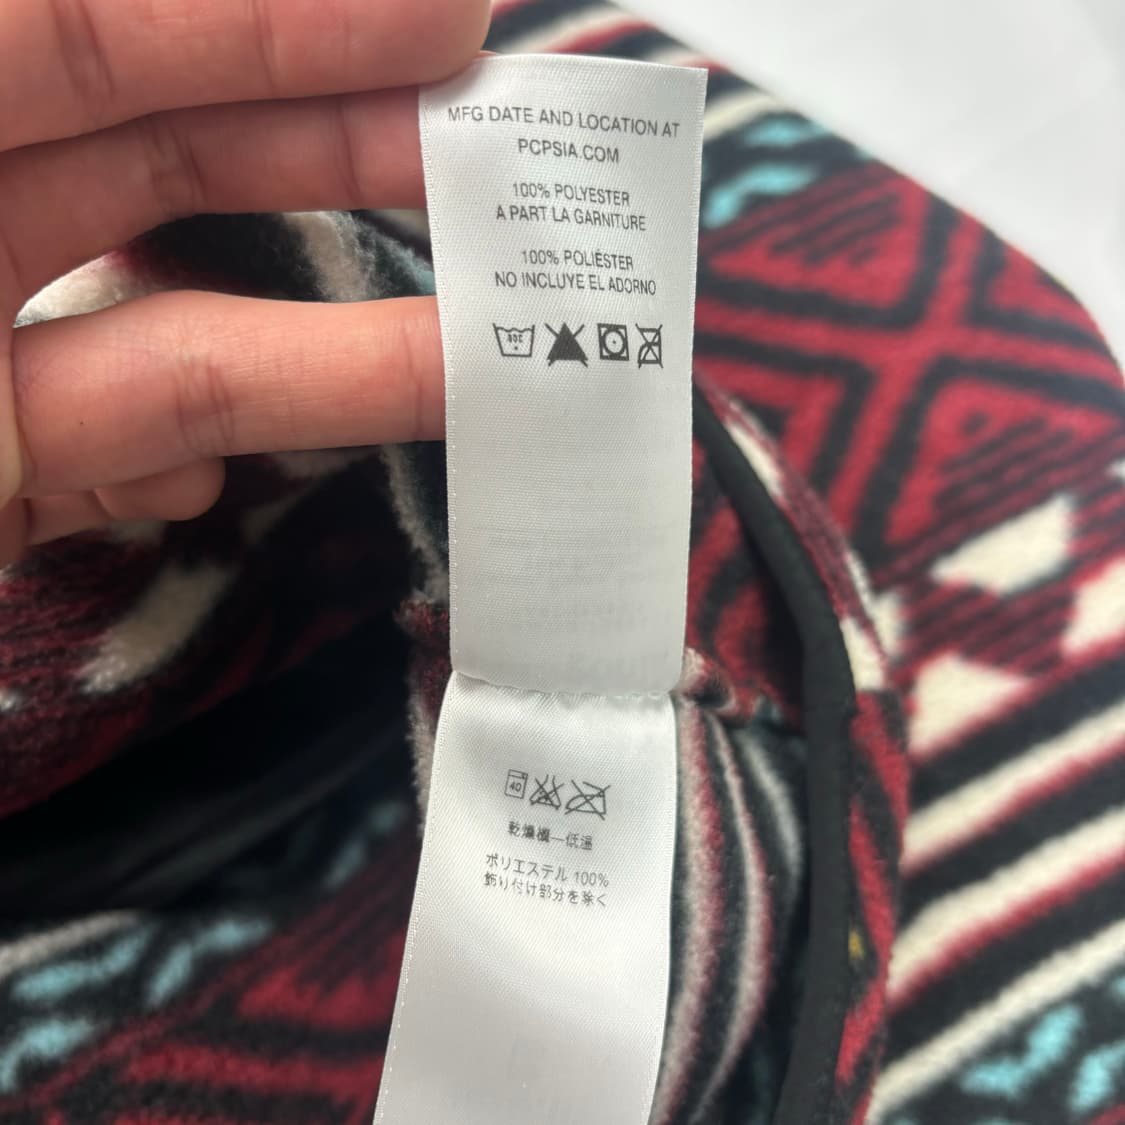 MFG DATE AND LOCATION AT
PCPSIA.COM
100% POLYESTER
A PART LA GARNITURE
100% POLIÉSTER
NO INCLUYE EL ADORNO
40
乾燥機—低温
ポリエステル 100%
飾り付け部分を除く